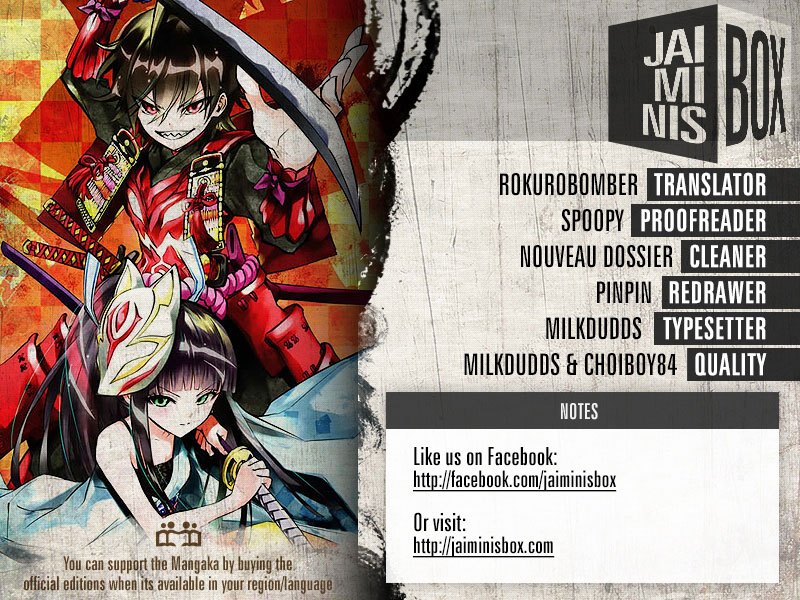 JAI
MI
NIS
BOX
ROKUROBOMBER TRANSLATOR
SPOOPY PROOFREADER
NOUVEAU DOSSIER CLEANER
PINPIN REDRAWER
MILKDUDDS TYPESETTER
MILKDUDDS & CHOIBOY84 QUALITY
NOTES
Like us on Facebook:
http://facebook.com/jaiminisbox
Or visit:
http://jaiminisbox.com
You can support the Mangaka by buying the
official editions when its available in your region/language